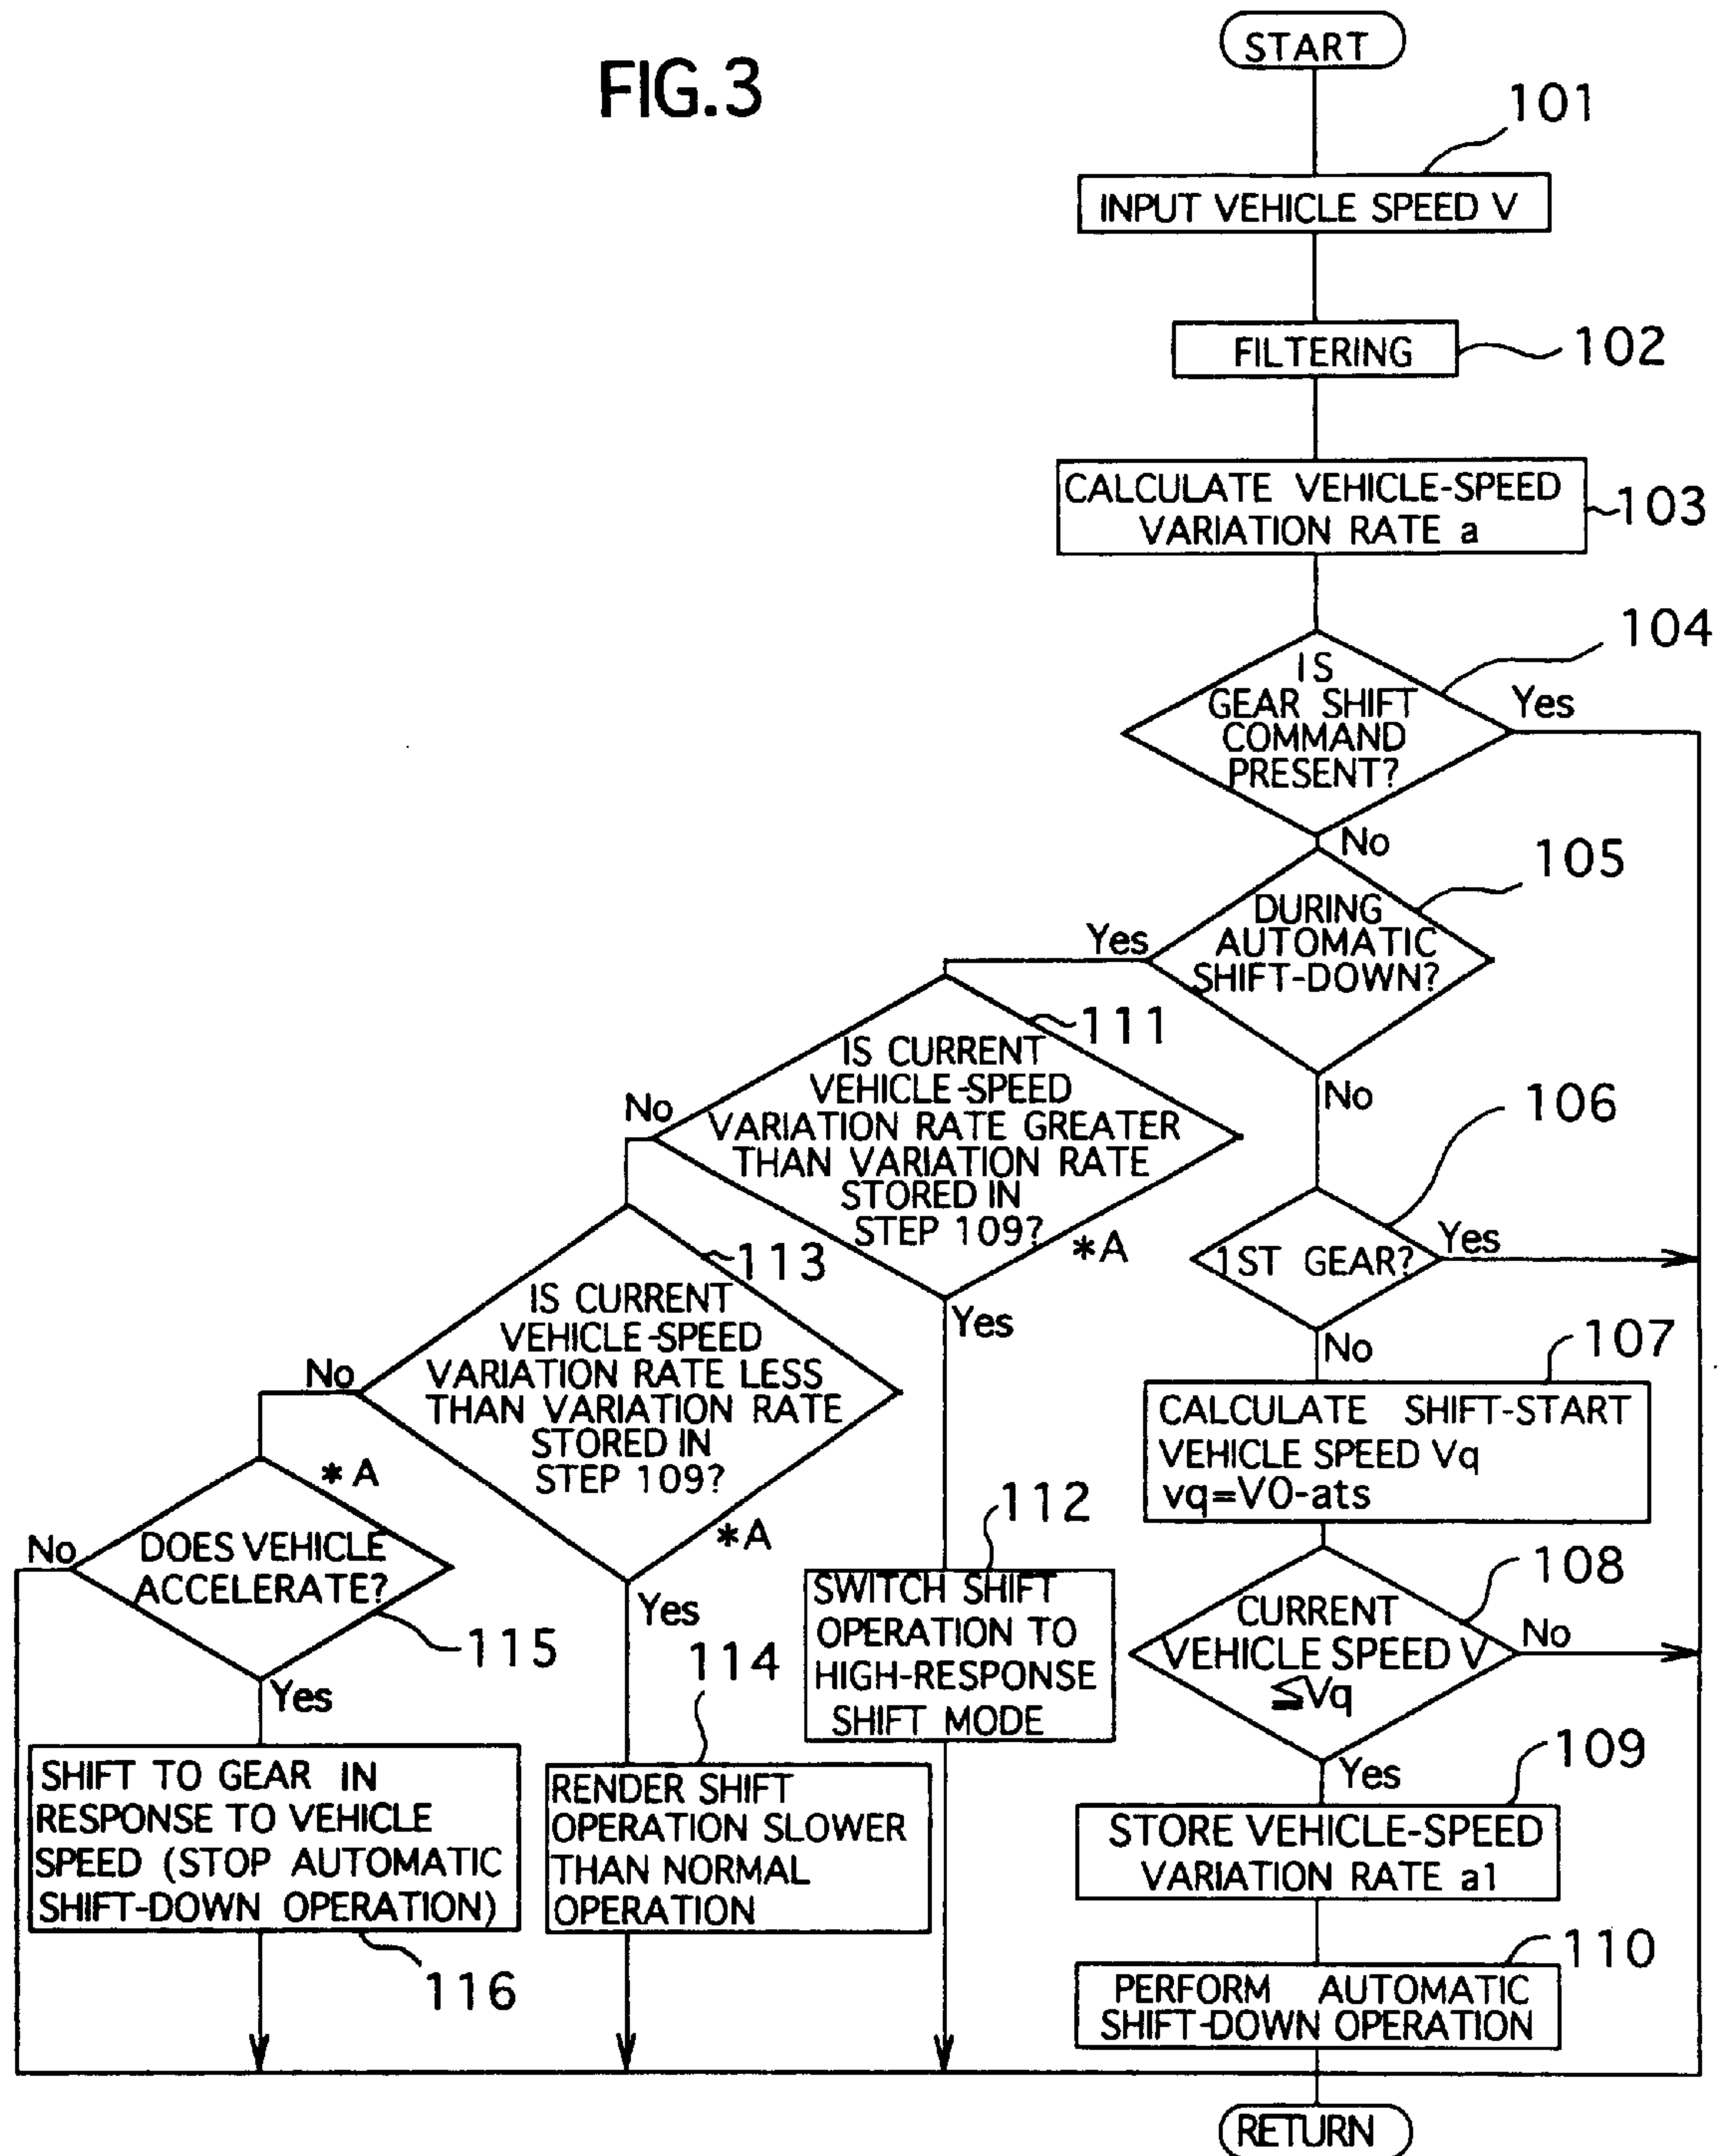 FIG.3
START
101
INPUT VEHICLE SPEED V
FILTERING
102
CALCULATE VEHICLE-SPEED
VARIATION RATE a
103
104
IS
GEAR SHIFT
COMMAND
PRESENT?
Yes
No
105
DURING
AUTOMATIC
SHIFT-DOWN?
Yes
No
111
IS CURRENT
VEHICLE-SPEED
VARIATION RATE GREATER
THAN VARIATION RATE
STORED IN
STEP 109?
*A
No
Yes
106
1ST GEAR?
Yes
No
113
IS CURRENT
VEHICLE-SPEED
VARIATION RATE LESS
THAN VARIATION RATE
STORED IN
STEP 109?
*A
No
Yes
107
CALCULATE SHIFT-START
VEHICLE SPEED Vq
vq=V0-ats
*A
DOES VEHICLE
ACCELERATE?
No
115
Yes
112
SWITCH SHIFT
OPERATION TO
HIGH-RESPONSE
SHIFT MODE
108
CURRENT
VEHICLE SPEED V
≦Vq
No
Yes
114
RENDER SHIFT
OPERATION SLOWER
THAN NORMAL
OPERATION
SHIFT TO GEAR IN
RESPONSE TO VEHICLE
SPEED (STOP AUTOMATIC
SHIFT-DOWN OPERATION)
116
109
STORE VEHICLE-SPEED
VARIATION RATE a1
110
PERFORM AUTOMATIC
SHIFT-DOWN OPERATION
RETURN